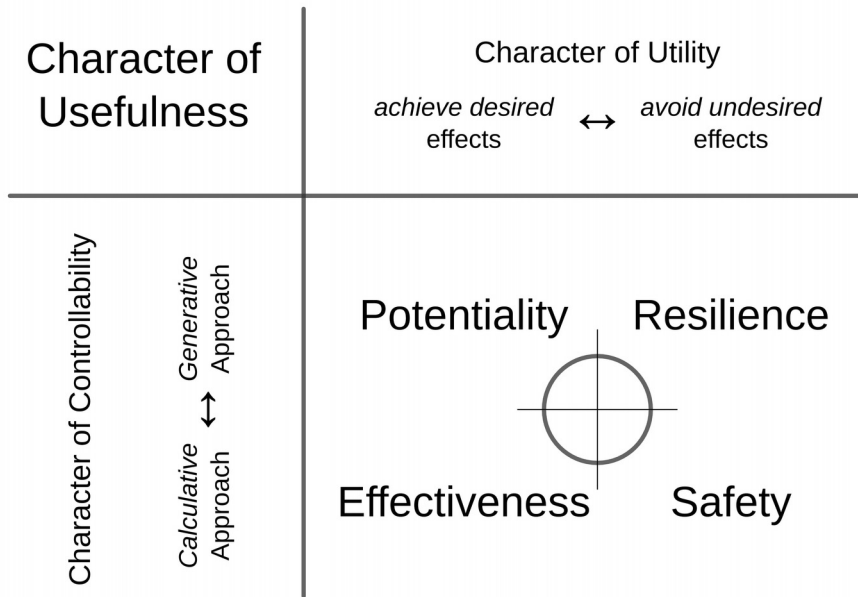 Character of
Usefulness
Character of Utility
achieve desired
effects
↔
avoid undesired
effects
Character of Controllability
Generative
Approach
↔
Calculative
Approach
Potentiality
Resilience
Effectiveness
Safety